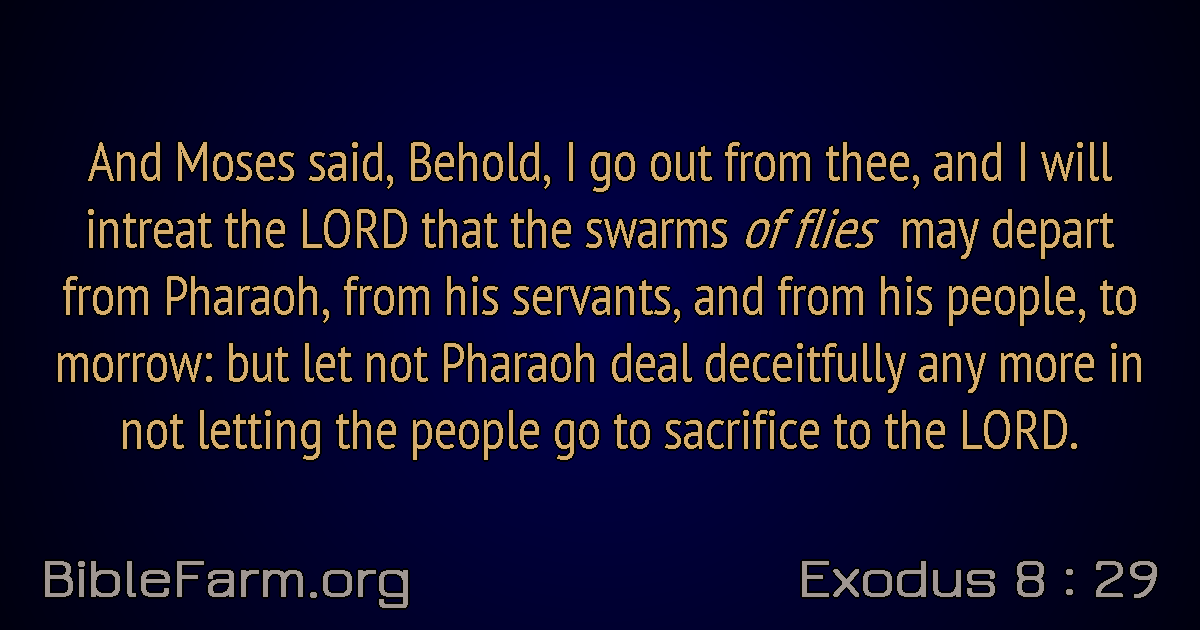 And Moses said, Behold, I go out from thee, and I will
intreat the LORD that the swarms of flies may depart
from Pharaoh, from his servants, and from his people, to
morrow: but let not Pharaoh deal deceitfully any more in
not letting the people go to sacrifice to the LORD.
BibleFarm.org
Exodus 8 : 29